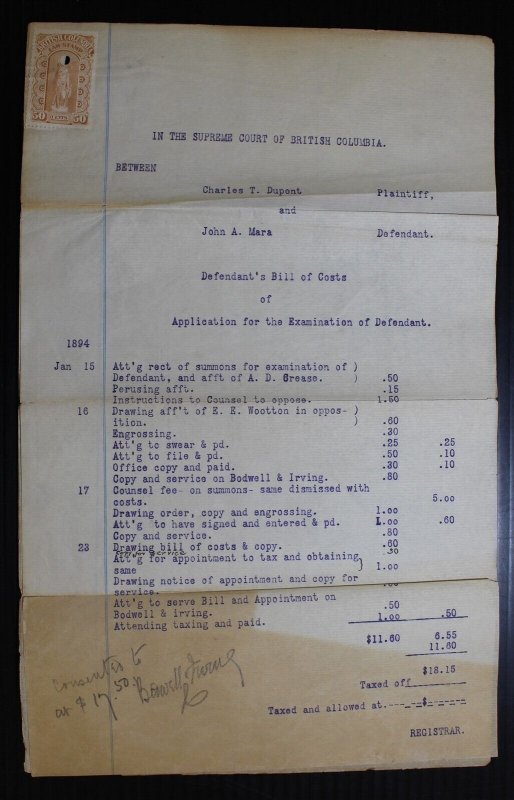 BRITISH COLUMBIA
LAW STAMP
50 CENTS 50
IN THE SUPREME COURT OF BRITISH COLUMBIA.
BETWEEN
Charles T. Dupont Plaintiff,
and
John A. Mara Defendant.
Defendant's Bill of Costs
of
Application for the Examination of Defendant.
1894
Jan 15 Att'g rect of summons for examination of )
Defendant, and afft of A. D. Crease. ) .50
Perusing afft. .15
Instructions to Counsel to oppose. 1.50
16 Drawing aff't of E. E. Wootton in oppos- )
ition. ) .60
Engrossing. .30
Att'g to swear & pd. .25 .25
Att'g to file & pd. .50 .10
Office copy and paid. .30 .10
Copy and service on Bodwell & Irving. .80
17 Counsel fee- on summons- same dismissed with
costs. 5.00
Drawing order, copy and engrossing. 1.00
Att'g to have signed and entered & pd. 1.00 .60
Copy and service. .80
23 Drawing bill of costs & copy. .60
Copy for service .30
Att'g for appointment to tax and obtaining
same ) 1.00
Drawing notice of appointment and copy for
service.
Att'g to serve Bill and Appointment on
Bodwell & Irving. .50
Attending taxing and paid. 1.00 .50
$11.60 6.55
11.60
$18.15
Taxed off
Taxed and allowed at.----$------
REGISTRAR.
Consented to
at $17.50.
Bodwell & Irving